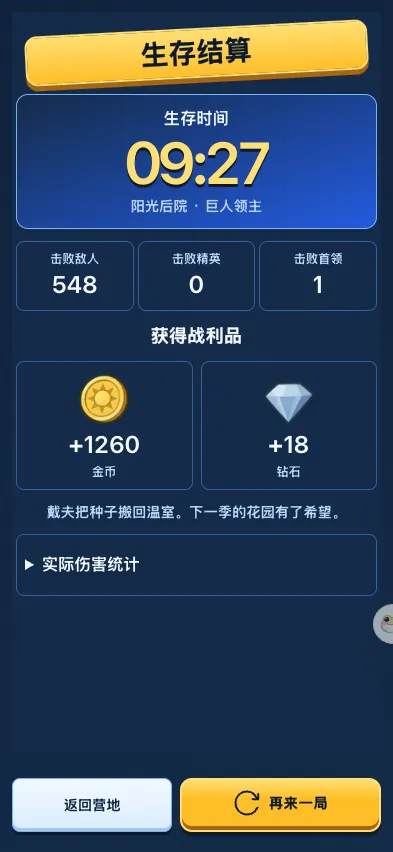 生存结算
生存时间
09:27
阳光后院 · 巨人领主
击败敌人
548
击败精英
0
击败首领
1
获得战利品
+1260
金币
+18
钻石
戴夫把种子搬回温室。下一季的花园有了希望。
▶ 实际伤害统计
返回营地
再来一局